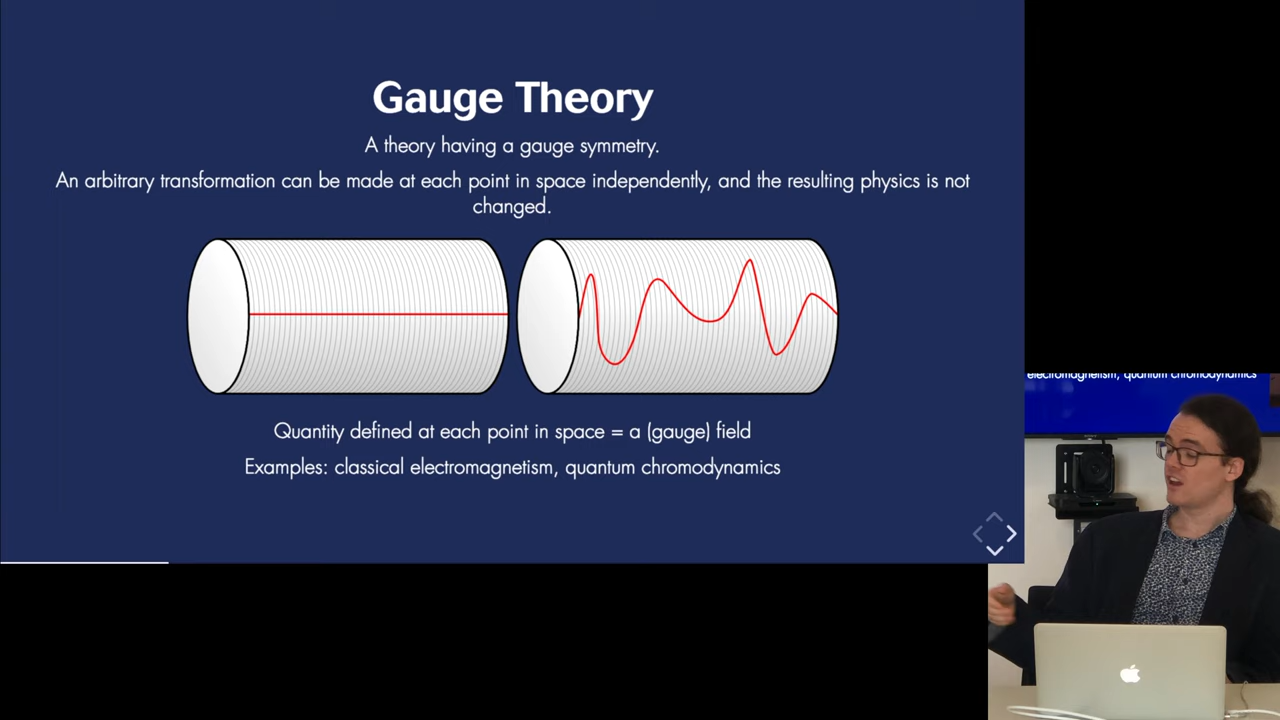 Gauge Theory
A theory having a gauge symmetry.
An arbitrary transformation can be made at each point in space independently, and the resulting physics is not
changed.
Quantity defined at each point in space = a (gauge) field
Examples: classical electromagnetism, quantum chromodynamics
electromagnetism, quantum chromodynamics